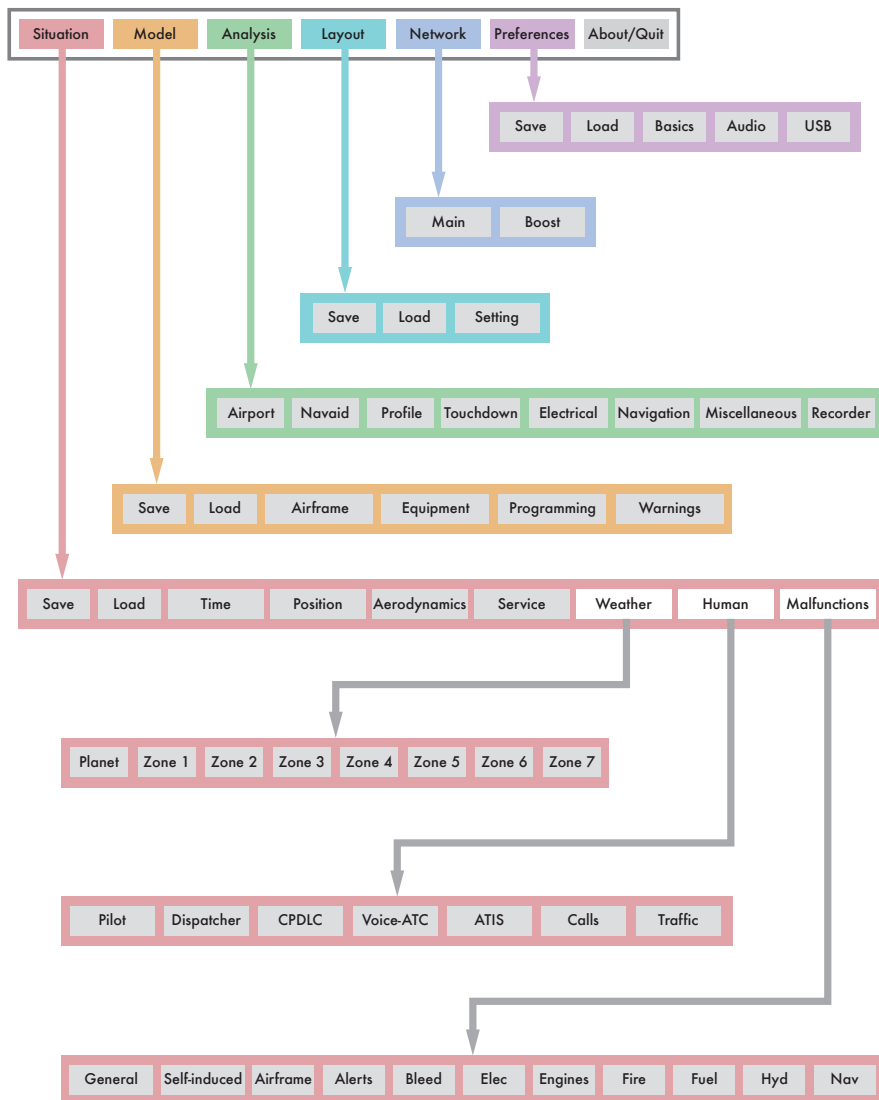 Situation Model Analysis Layout Network Preferences About/Quit
Save Load Basics Audio USB
Main Boost
Save Load Setting
Airport Navaid Profile Touchdown Electrical Navigation Miscellaneous Recorder
Save Load Airframe Equipment Programming Warnings
Save Load Time Position Aerodynamics Service Weather Human Malfunctions
Planet Zone 1 Zone 2 Zone 3 Zone 4 Zone 5 Zone 6 Zone 7
Pilot Dispatcher CPDLC Voice-ATC ATIS Calls Traffic
General Self-induced Airframe Alerts Bleed Elec Engines Fire Fuel Hyd Nav